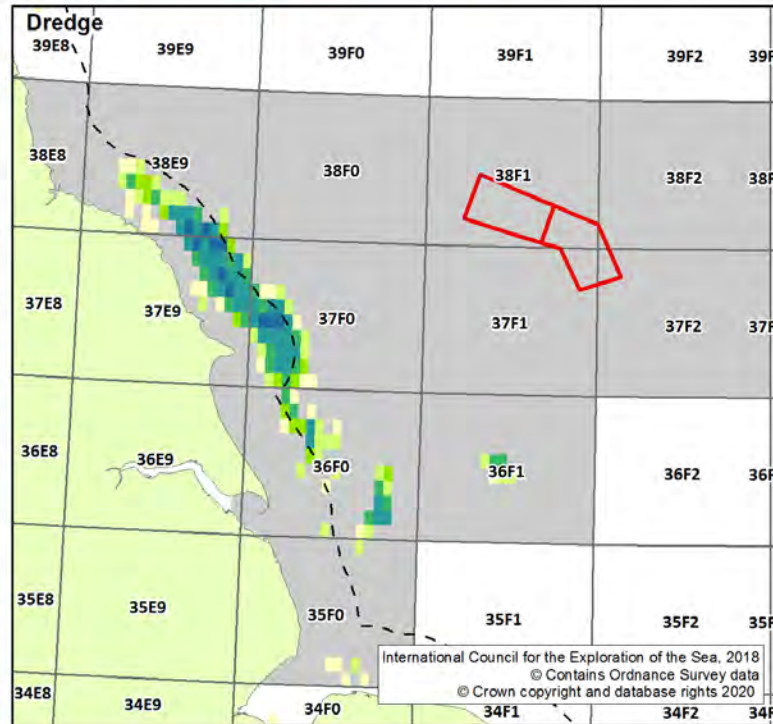 Dredge
39E8 39E9 39F0 39F1 39F2 39F
38E8 38E9 38F0 38F1 38F2 38F
37E8 37E9 37F0 37F1 37F2 37F
36E8 36E9 36F0 36F1 36F2 36F
35E8 35E9 35F0 35F1 35F2 35F
International Council for the Exploration of the Sea, 2018
© Contains Ordnance Survey data
© Crown copyright and database rights 2020
34E8 34E9 34F0 34F1 34F2 34F